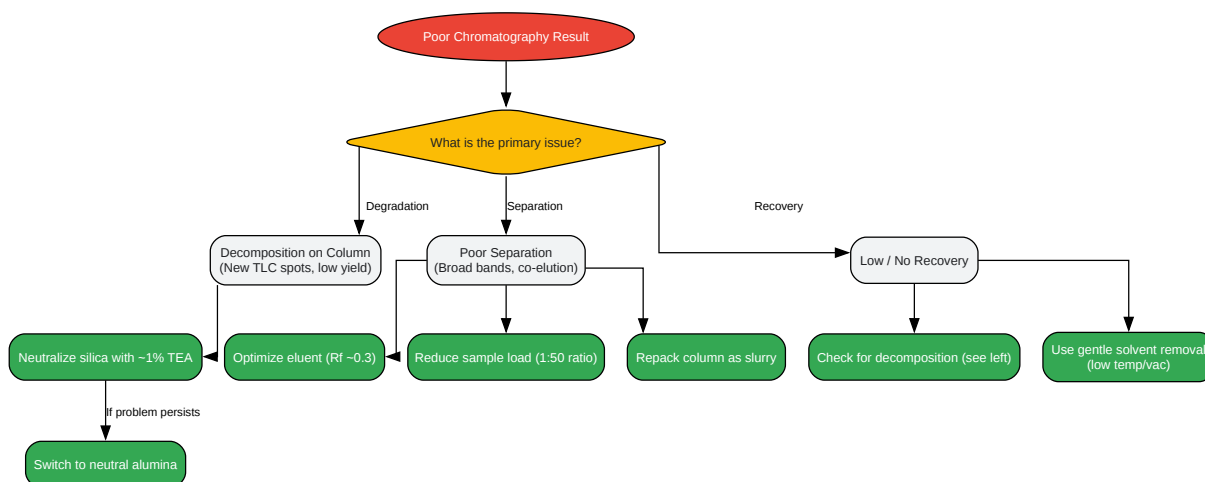 Poor Chromatography Result
What is the primary issue?
Degradation
Separation
Recovery
Decomposition on Column
(New TLC spots, low yield)
Poor Separation
(Broad bands, co-elution)
Low / No Recovery
Neutralize silica with ~1% TEA
Optimize eluent (Rf ~0.3)
Reduce sample load (1:50 ratio)
Repack column as slurry
Check for decomposition (see left)
Use gentle solvent removal
(low temp/vac)
If problem persists
Switch to neutral alumina